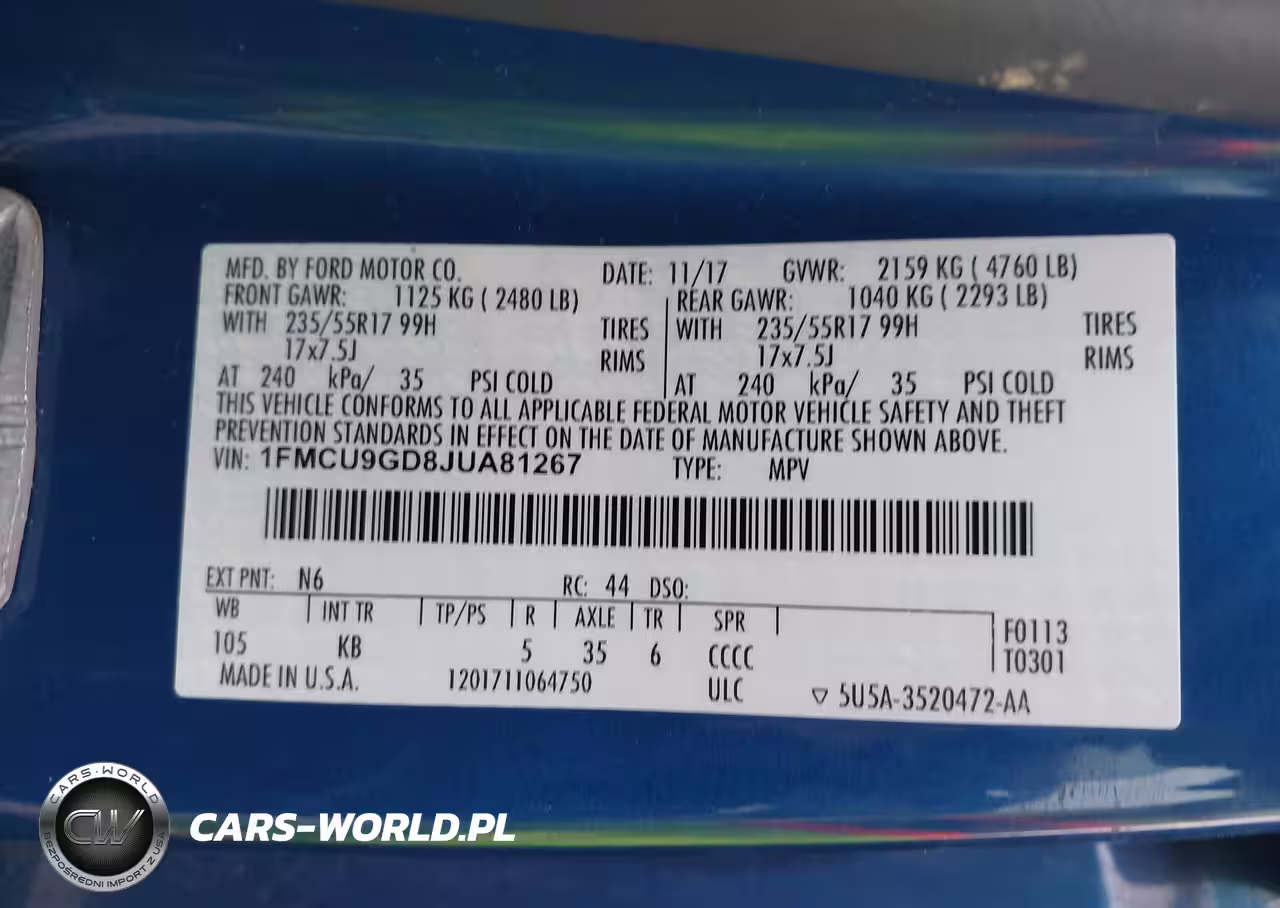 MFD. BY FORD MOTOR CO. DATE: 11/17 GVWR: 2159 KG ( 4760 LB)
FRONT GAWR: 1125 KG ( 2480 LB) REAR GAWR: 1040 KG ( 2293 LB)
WITH 235/55R17 99H TIRES WITH 235/55R17 99H TIRES
17x7.5J RIMS 17x7.5J RIMS
AT 240 kPa/ 35 PSI COLD AT 240 kPa/ 35 PSI COLD
THIS VEHICLE CONFORMS TO ALL APPLICABLE FEDERAL MOTOR VEHICLE SAFETY AND THEFT
PREVENTION STANDARDS IN EFFECT ON THE DATE OF MANUFACTURE SHOWN ABOVE.
VIN: 1FMCU9GD8JUA81267 TYPE: MPV
EXT PNT: N6 RC: 44 DSO:
WB INT TR TP/PS R AXLE TR SPR F0113
105 KB 5 35 6 CCCC T0301
MADE IN U.S.A. 1201711064750 ULC ▽ 5U5A-3520472-AA
CARS-WORLD
CW
BEZPOŚREDNI IMPORT Z USA
CARS-WORLD.PL